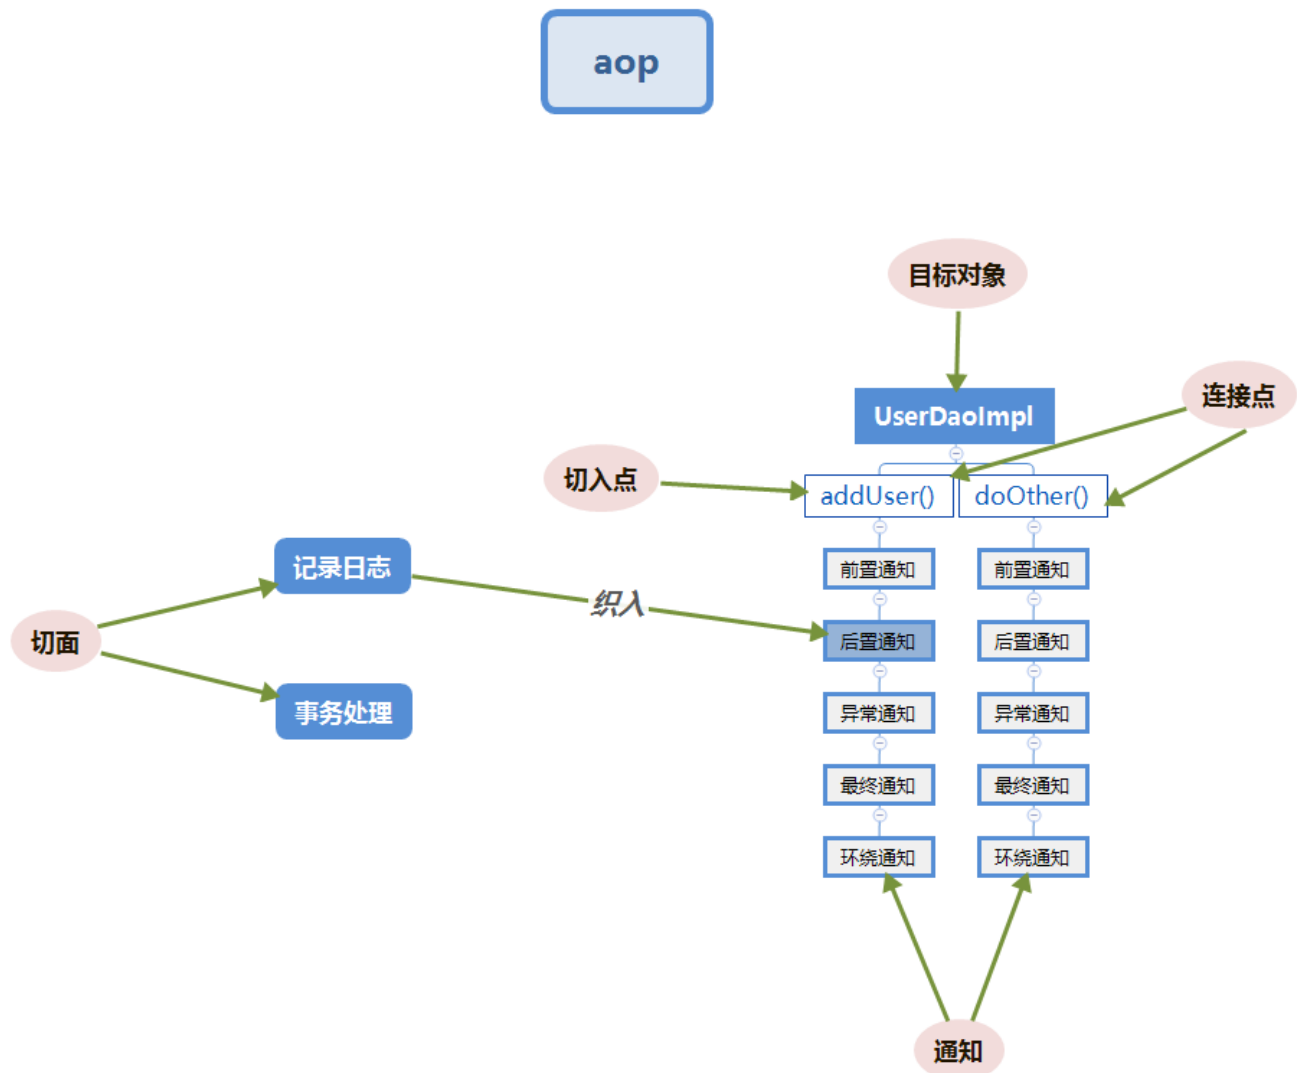 aop
目标对象
连接点
UserDaoImpl
切入点
addUser()
doOther()
记录日志
前置通知
前置通知
织入
切面
后置通知
后置通知
事务处理
异常通知
异常通知
最终通知
最终通知
环绕通知
环绕通知
通知